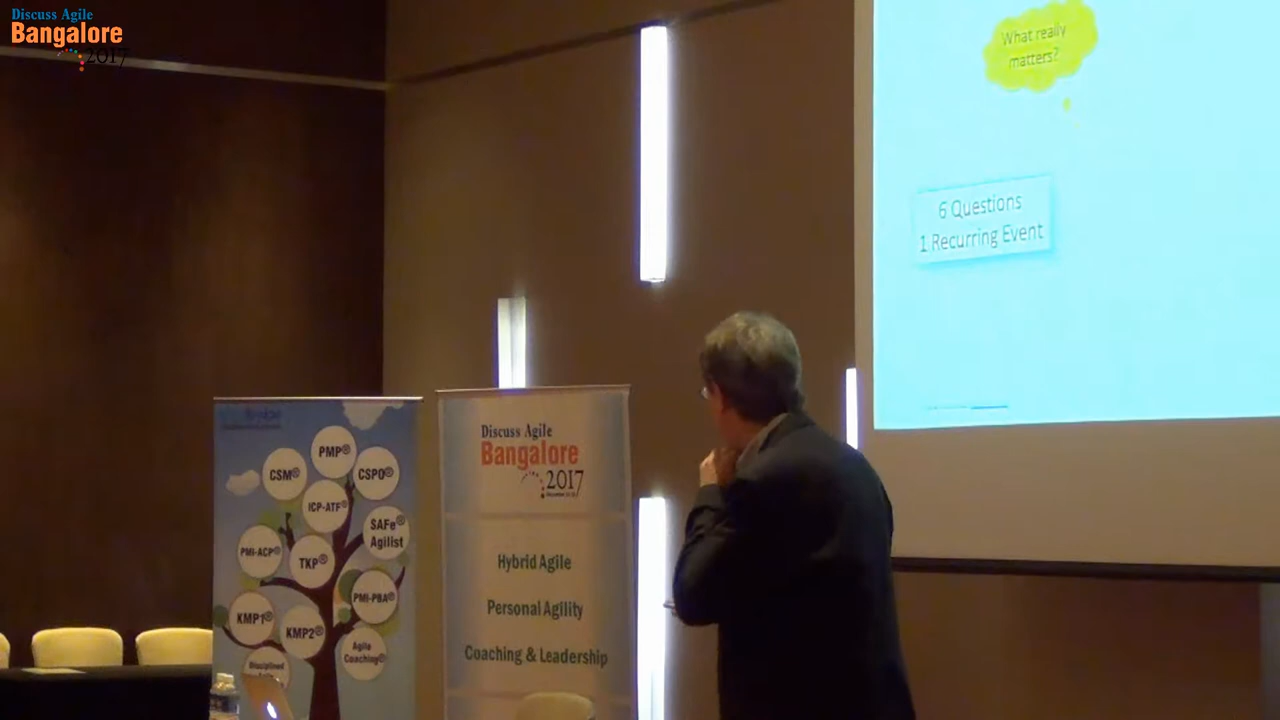 Discuss Agile
Bangalore
2017
What really
matters?
6 Questions
1 Recurring Event
PMP®
CSM®
CSPO®
ICP-ATF®
SAFe®
Agilist
PMI-ACP®
TKP®
PMI-PBA®
KMP1®
KMP2®
Agile
Coaching®
Disciplined
Discuss Agile
Bangalore
2017
Hybrid Agile
Personal Agility
Coaching & Leadership